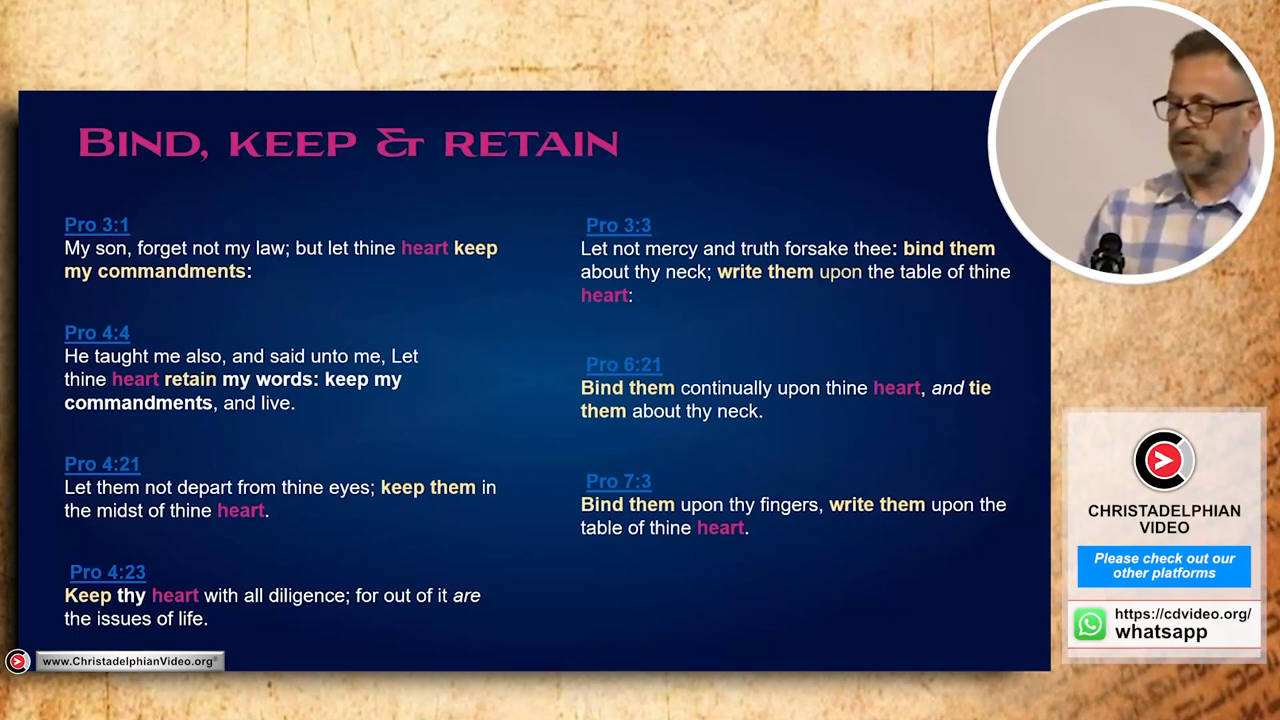 BIND, KEEP & RETAIN
Pro 3:1
My son, forget not my law; but let thine heart keep
my commandments:
Pro 4:4
He taught me also, and said unto me, Let
thine heart retain my words: keep my
commandments, and live.
Pro 4:21
Let them not depart from thine eyes; keep them in
the midst of thine heart.
Pro 4:23
Keep thy heart with all diligence; for out of it are
the issues of life.
Pro 3:3
Let not mercy and truth forsake thee: bind them
about thy neck; write them upon the table of thine
heart:
Pro 6:21
Bind them continually upon thine heart, and tie
them about thy neck.
Pro 7:3
Bind them upon thy fingers, write them upon the
table of thine heart.
CHRISTADELPHIAN
VIDEO
Please check out our
other platforms
https://cdvideo.org/
whatsapp
www.ChristadelphianVideo.org®